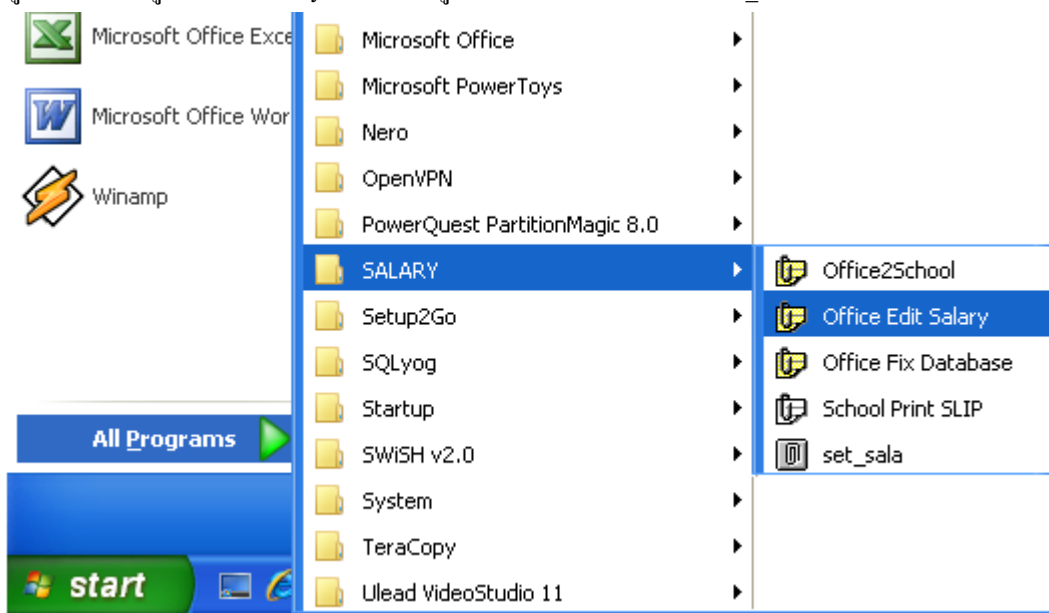 Microsoft Office Exce
Microsoft Office Wor
Winamp
All Programs
start
Microsoft Office
Microsoft PowerToys
Nero
OpenVPN
PowerQuest PartitionMagic 8.0
SALARY
Setup2Go
SQLyog
Startup
SWiSH v2.0
System
TeraCopy
Ulead VideoStudio 11
Office2School
Office Edit Salary
Office Fix Database
School Print SLIP
set_sala